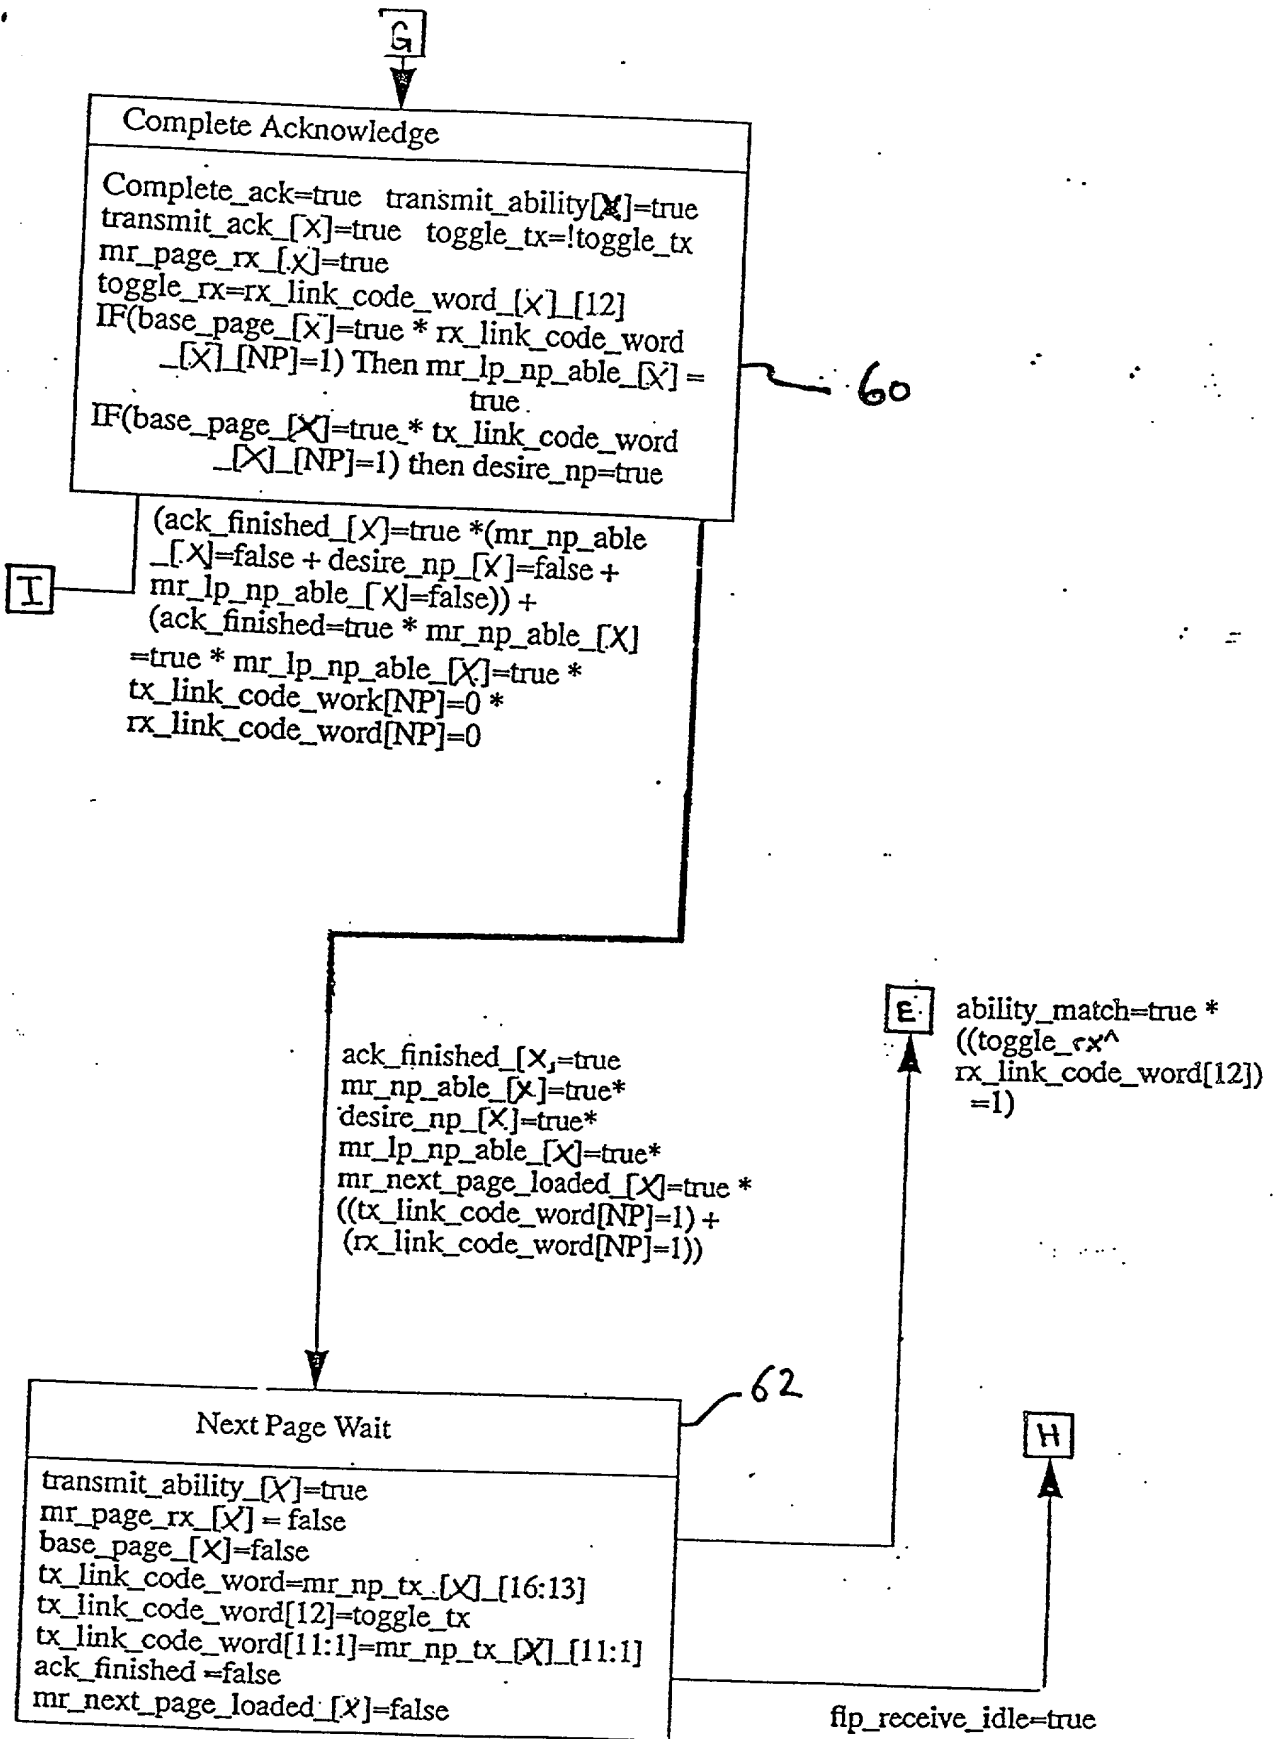 G
Complete Acknowledge
Complete_ack=true transmit_ability[X]=true
transmit_ack_[X]=true toggle_tx=!toggle_tx
mr_page_rx_[X]=true
toggle_rx=rx_link_code_word_[X]_[12]
IF(base_page_[X]=true * rx_link_code_word
_[X]_[NP]=1) Then mr_lp_np_able_[X] =
true
IF(base_page_[X]=true * tx_link_code_word
_[X]_[NP]=1) then desire_np=true
60
I
(ack_finished_[X]=true *(mr_np_able
_[X]=false + desire_np_[X]=false +
mr_lp_np_able_[X]=false)) +
(ack_finished=true * mr_np_able_[X]
=true * mr_lp_np_able_[X]=true *
tx_link_code_work[NP]=0 *
rx_link_code_word[NP]=0
E
ability_match=true *
((toggle_rx^
rx_link_code_word[12])
=1)
ack_finished_[X]=true
mr_np_able_[X]=true*
desire_np_[X]=true*
mr_lp_np_able_[X]=true*
mr_next_page_loaded_[X]=true *
((tx_link_code_word[NP]=1) +
(rx_link_code_word[NP]=1))
62
Next Page Wait
H
transmit_ability_[X]=true
mr_page_rx_[X] = false
base_page_[X]=false
tx_link_code_word=mr_np_tx_[X]_[16:13]
tx_link_code_word[12]=toggle_tx
tx_link_code_word[11:1]=mr_np_tx_[X]_[11:1]
ack_finished =false
mr_next_page_loaded_[X]=false
flp_receive_idle=true